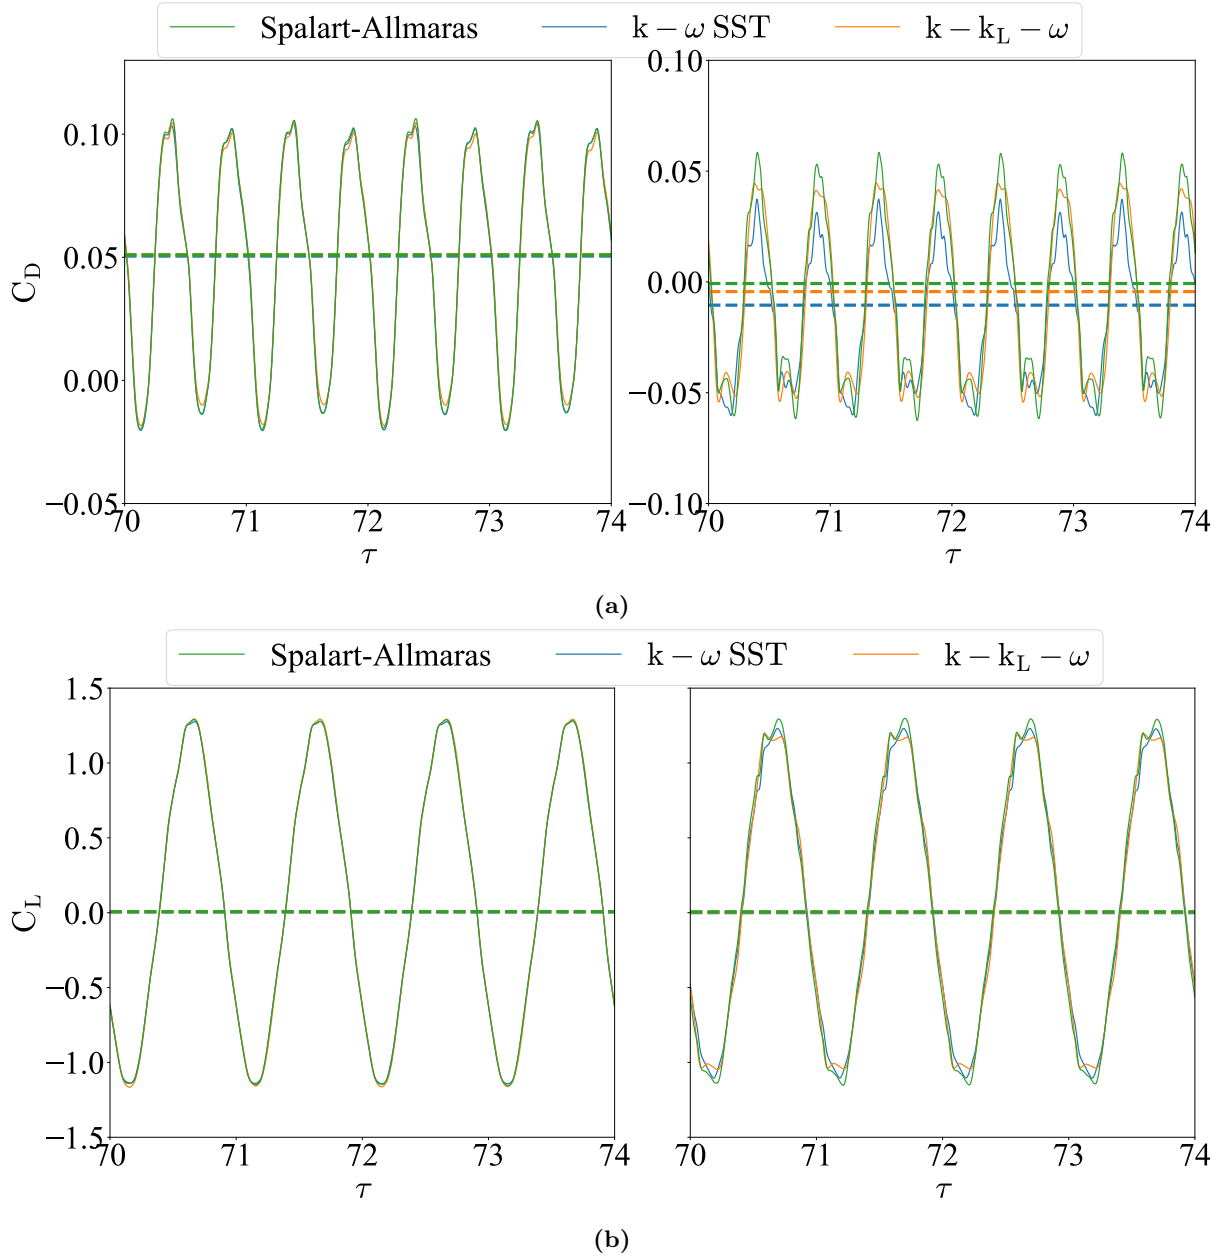 Spalart-Allmaras k − ω SST k − k_L − ω
0.10
0.05
0.00
−0.05
C_D
70 71 72 73 74
τ
0.10
0.05
0.00
−0.05
−0.10
70 71 72 73 74
τ
(a)
Spalart-Allmaras k − ω SST k − k_L − ω
1.5
1.0
0.5
0.0
−0.5
−1.0
−1.5
C_L
70 71 72 73 74
τ
70 71 72 73 74
τ
(b)